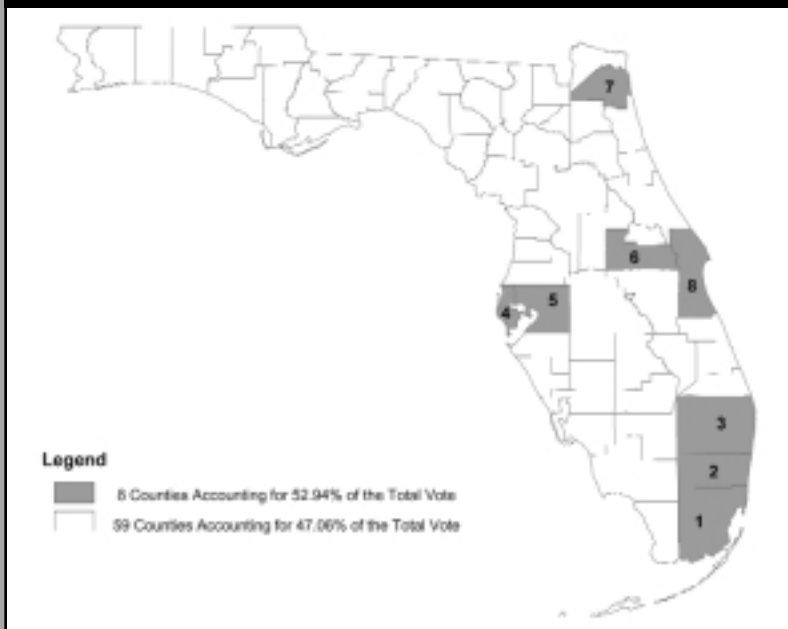 7
6
8
5
4
3
2
1
Legend
8 Counties Accounting for 52.94% of the Total Vote
59 Counties Accounting for 47.06% of the Total Vote